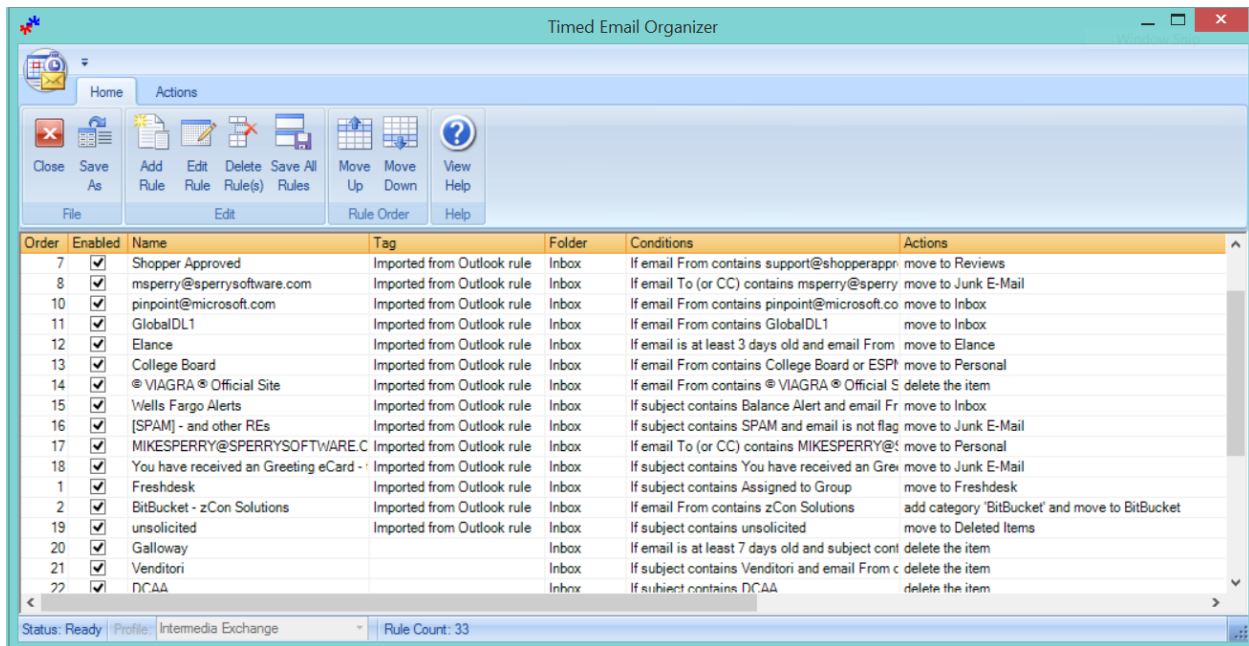 Timed Email Organizer
Window Snip
Home Actions
Close Save As Add Rule Edit Rule Delete Rule(s) Save All Rules Move Up Move Down View Help
File Edit Rule Order Help
Order Enabled Name Tag Folder Conditions Actions
7 Shopper Approved Imported from Outlook rule Inbox If email From contains support@shopperappr move to Reviews
8 msperry@sperrysoftware.com Imported from Outlook rule Inbox If email To (or CC) contains msperry@sperry move to Junk E-Mail
10 pinpoint@microsoft.com Imported from Outlook rule Inbox If email From contains pinpoint@microsoft.co move to Inbox
11 GlobalDL1 Imported from Outlook rule Inbox If email From contains GlobalDL1 move to Inbox
12 Elance Imported from Outlook rule Inbox If email is at least 3 days old and email From move to Elance
13 College Board Imported from Outlook rule Inbox If email From contains College Board or ESPN move to Personal
14 © VIAGRA ® Official Site Imported from Outlook rule Inbox If email From contains © VIAGRA ® Official S delete the item
15 Wells Fargo Alerts Imported from Outlook rule Inbox If subject contains Balance Alert and email Fr move to Inbox
16 [SPAM] - and other REs Imported from Outlook rule Inbox If subject contains SPAM and email is not flag move to Junk E-Mail
17 MIKESPERRY@SPERRYSOFTWARE.C Imported from Outlook rule Inbox If email To (or CC) contains MIKESPERRY@S move to Personal
18 You have received an Greeting eCard - Imported from Outlook rule Inbox If subject contains You have received an Gree move to Junk E-Mail
1 Freshdesk Imported from Outlook rule Inbox If subject contains Assigned to Group move to Freshdesk
2 BitBucket - zCon Solutions Imported from Outlook rule Inbox If email From contains zCon Solutions add category 'BitBucket' and move to BitBucket
19 unsolicited Imported from Outlook rule Inbox If subject contains unsolicited move to Deleted Items
20 Galloway Inbox If email is at least 7 days old and subject cont delete the item
21 Venditori Inbox If subject contains Venditori and email From c delete the item
22 DCAA Inbox If subject contains DCAA delete the item
Status: Ready Profile: Intermedia Exchange Rule Count: 33